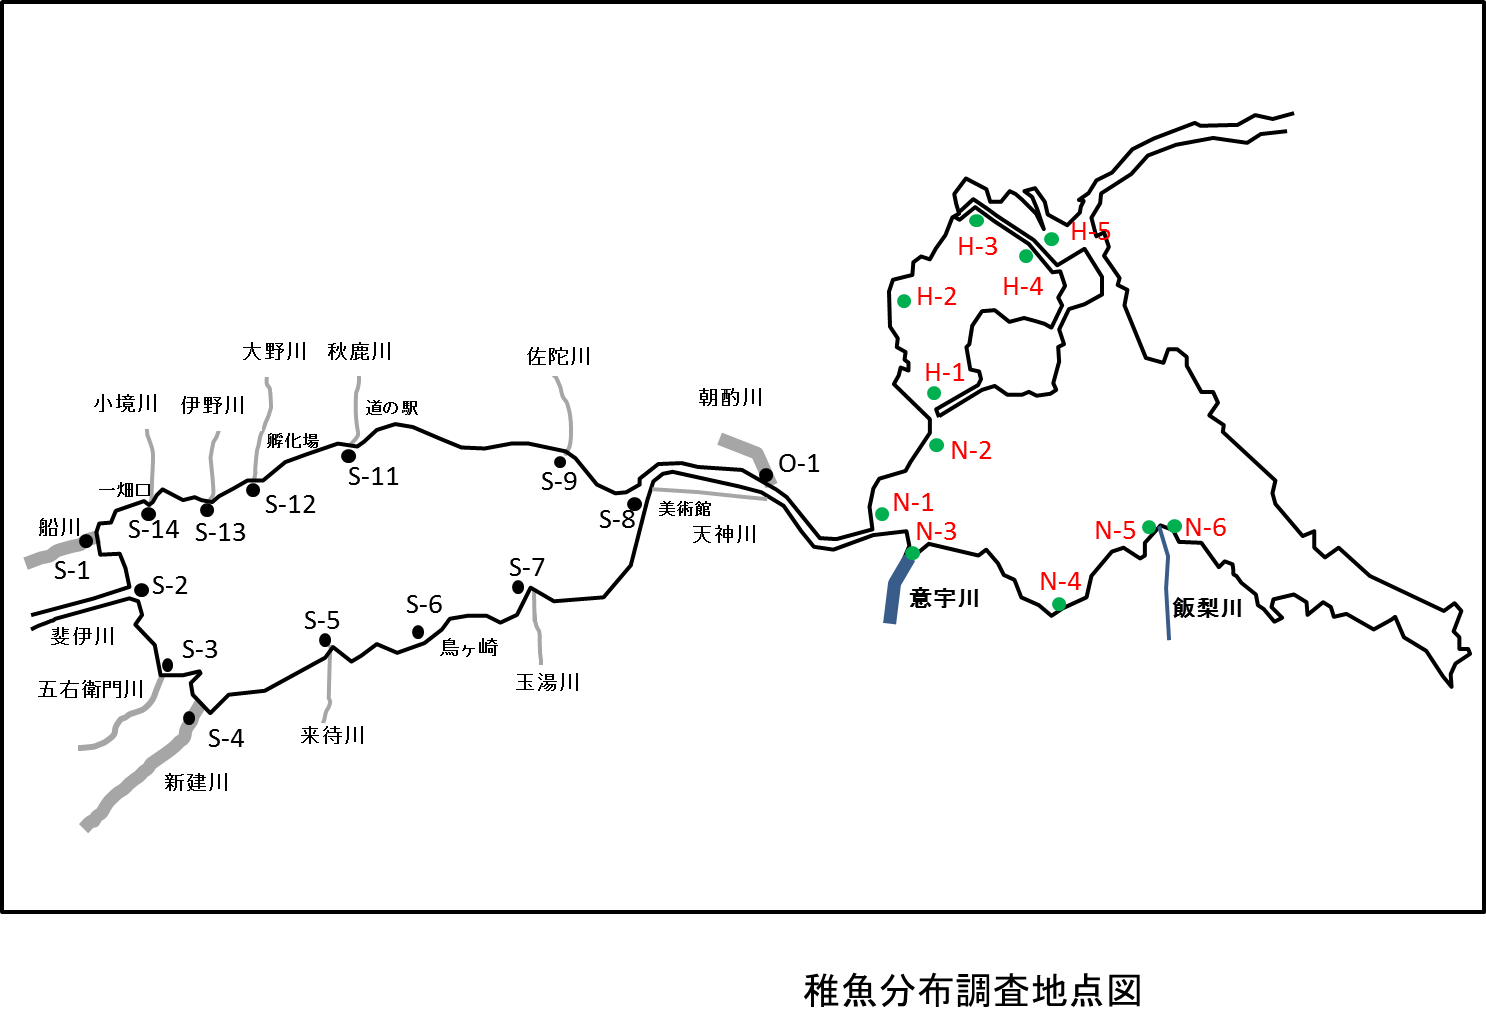 H-5
H-3
H-4
H-2
大野川
秋鹿川
佐陀川
H-1
朝酌川
小境川
伊野川
道の駅
孵化場
N-2
O-1
S-11
S-9
一畑口
S-12
N-1
美術館
S-8
船川
S-14
S-13
天神川
N-3
N-5
N-6
S-1
S-7
S-2
N-4
意宇川
飯梨川
S-6
S-5
斐伊川
S-3
鳥ヶ崎
五右衛門川
玉湯川
S-4
来待川
新建川
稚魚分布調査地点図